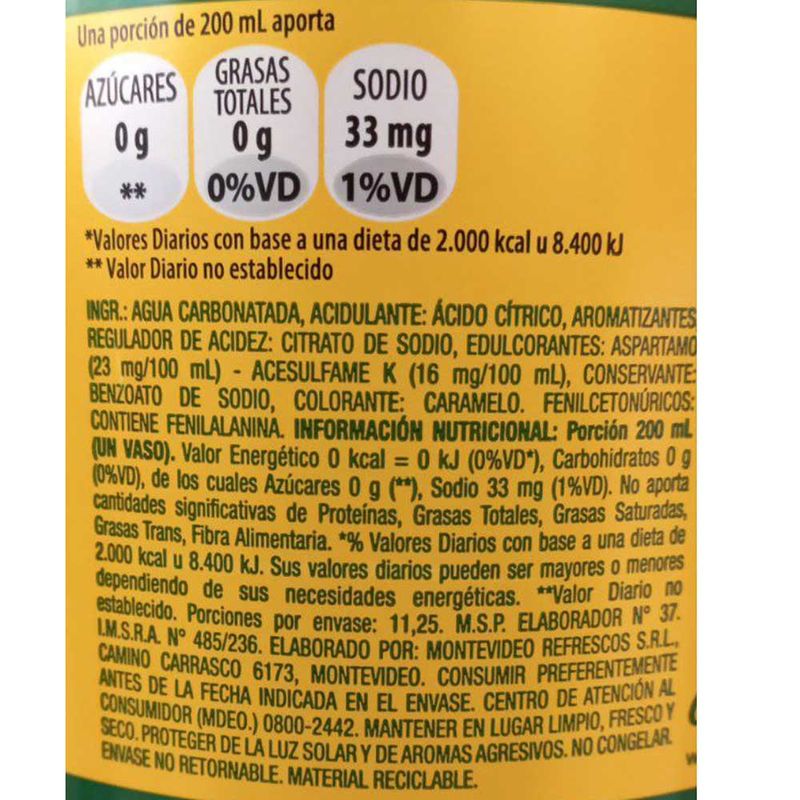 Una porción de 200 mL aporta
AZÚCARES
0 g
**
GRASAS
TOTALES
0 g
0%VD
SODIO
33 mg
1%VD
*Valores Diarios con base a una dieta de 2.000 kcal u 8.400 kJ
** Valor Diario no establecido
INGR.: AGUA CARBONATADA, ACIDULANTE: ÁCIDO CÍTRICO, AROMATIZANTES
REGULADOR DE ACIDEZ: CITRATO DE SODIO, EDULCORANTES: ASPARTAMO
(23 mg/100 mL) - ACESULFAME K (16 mg/100 mL), CONSERVANTE:
BENZOATO DE SODIO, COLORANTE: CARAMELO. FENILCETONÚRICOS:
CONTIENE FENILALANINA. INFORMACIÓN NUTRICIONAL: Porción 200 mL
(UN VASO). Valor Energético 0 kcal = 0 kJ (0%VD*), Carbohidratos 0 g
(0%VD), de los cuales Azúcares 0 g (**), Sodio 33 mg (1%VD). No aporta
cantidades significativas de Proteínas, Grasas Totales, Grasas Saturadas,
Grasas Trans, Fibra Alimentaria. *% Valores Diarios con base a una dieta de
2.000 kcal u 8.400 kJ. Sus valores diarios pueden ser mayores o menores
dependiendo de sus necesidades energéticas. **Valor Diario no
establecido. Porciones por envase: 11,25. M.S.P. ELABORADOR N° 37.
I.M.S.R.A. N° 485/236. ELABORADO POR: MONTEVIDEO REFRESCOS S.R.L.,
CAMINO CARRASCO 6173, MONTEVIDEO. CONSUMIR PREFERENTEMENTE
ANTES DE LA FECHA INDICADA EN EL ENVASE. CENTRO DE ATENCIÓN AL
CONSUMIDOR (MDEO.) 0800-2442. MANTENER EN LUGAR LIMPIO, FRESCO Y
SECO. PROTEGER DE LA LUZ SOLAR Y DE AROMAS AGRESIVOS. NO CONGELAR.
ENVASE NO RETORNABLE. MATERIAL RECICLABLE.